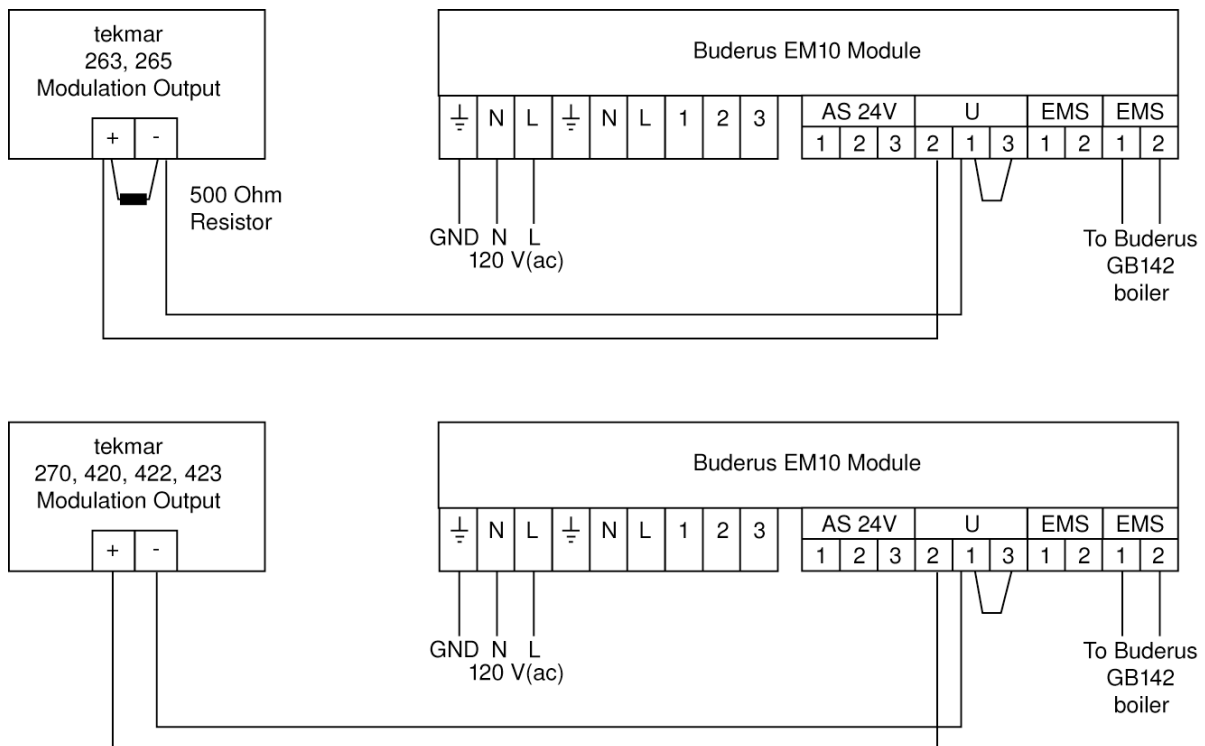 tekmar
263, 265
Modulation Output
+ -
500 Ohm
Resistor
Buderus EM10 Module
⏚ N L ⏚ N L 1 2 3
AS 24V U EMS EMS
1 2 3 2 1 3 1 2 1 2
GND N L
120 V(ac)
To Buderus
GB142
boiler
tekmar
270, 420, 422, 423
Modulation Output
+ -
Buderus EM10 Module
⏚ N L ⏚ N L 1 2 3
AS 24V U EMS EMS
1 2 3 2 1 3 1 2 1 2
GND N L
120 V(ac)
To Buderus
GB142
boiler